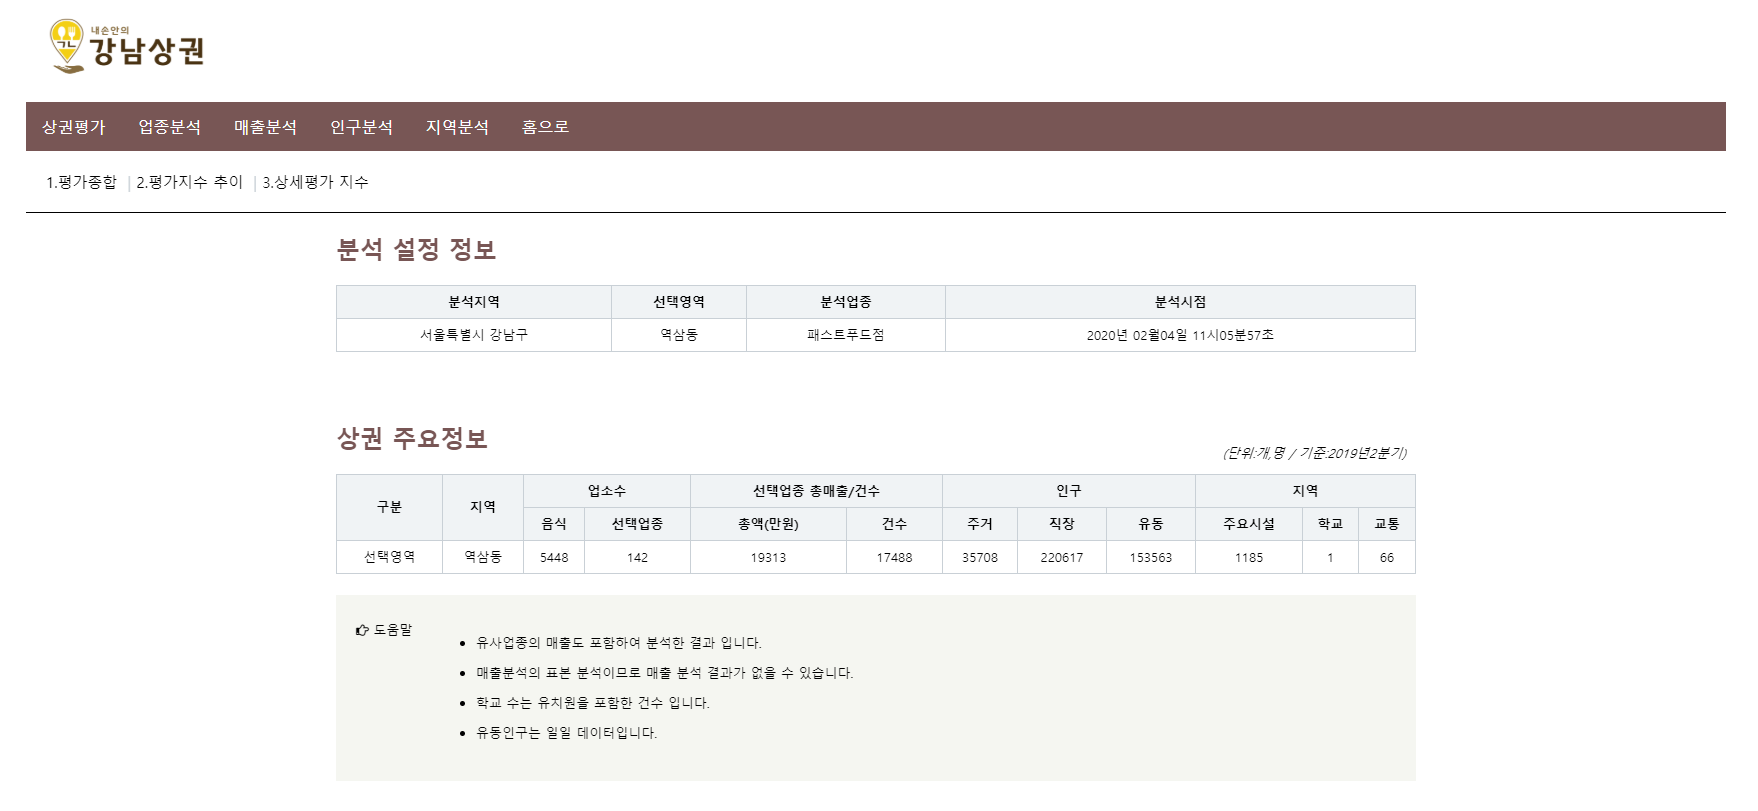 내손안의
강남상권
상권평가 업종분석 매출분석 인구분석 지역분석 홈으로
1.평가종합 | 2.평가지수 추이 | 3.상세평가 지수
분석 설정 정보
분석지역 선택영역 분석업종 분석시점
서울특별시 강남구 역삼동 패스트푸드점 2020년 02월04일 11시05분57초
상권 주요정보
(단위:개,명 / 기준:2019년2분기)
구분 지역 업소수 선택업종 총매출/건수 인구 지역
음식 선택업종 총액(만원) 건수 주거 직장 유동 주요시설 학교 교통
선택영역 역삼동 5448 142 19313 17488 35708 220617 153563 1185 1 66
도움말
• 유사업종의 매출도 포함하여 분석한 결과 입니다.
• 매출분석의 표본 분석이므로 매출 분석 결과가 없을 수 있습니다.
• 학교 수는 유치원을 포함한 건수 입니다.
• 유동인구는 일일 데이터입니다.